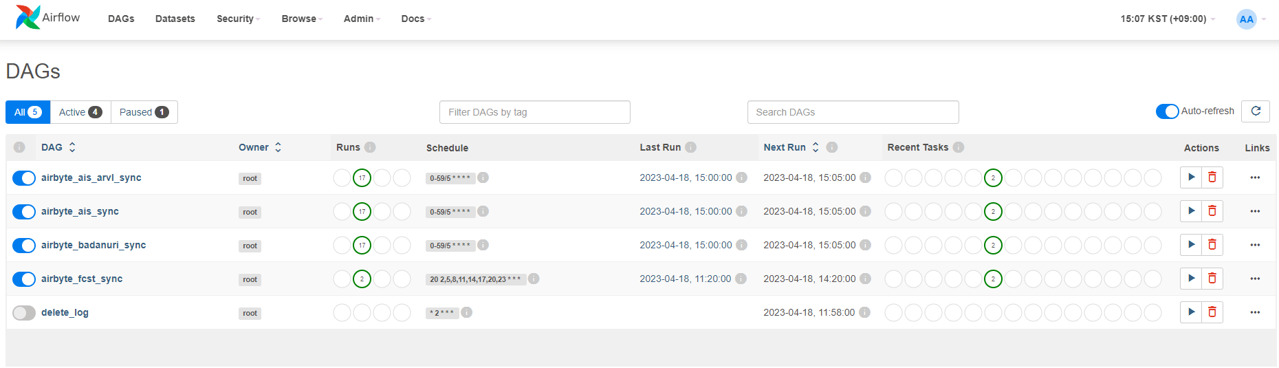 Airflow DAGs Datasets Security Browse Admin Docs 15:07 KST (+09:00) AA
DAGs
All 5 Active 4 Paused 1 Filter DAGs by tag Search DAGs Auto-refresh
DAG Owner Runs Schedule Last Run Next Run Recent Tasks Actions Links
airbyte_ais_arvl_sync root 17 0-59/5 * * * * 2023-04-18, 15:00:00 2023-04-18, 15:05:00 2
airbyte_ais_sync root 17 0-59/5 * * * * 2023-04-18, 15:00:00 2023-04-18, 15:05:00 2
airbyte_badanuri_sync root 17 0-59/5 * * * * 2023-04-18, 15:00:00 2023-04-18, 15:05:00 2
airbyte_fcst_sync root 2 20 2,5,8,11,14,17,20,23 * * * 2023-04-18, 11:20:00 2023-04-18, 14:20:00 2
delete_log root * 2 * * * 2023-04-18, 11:58:00